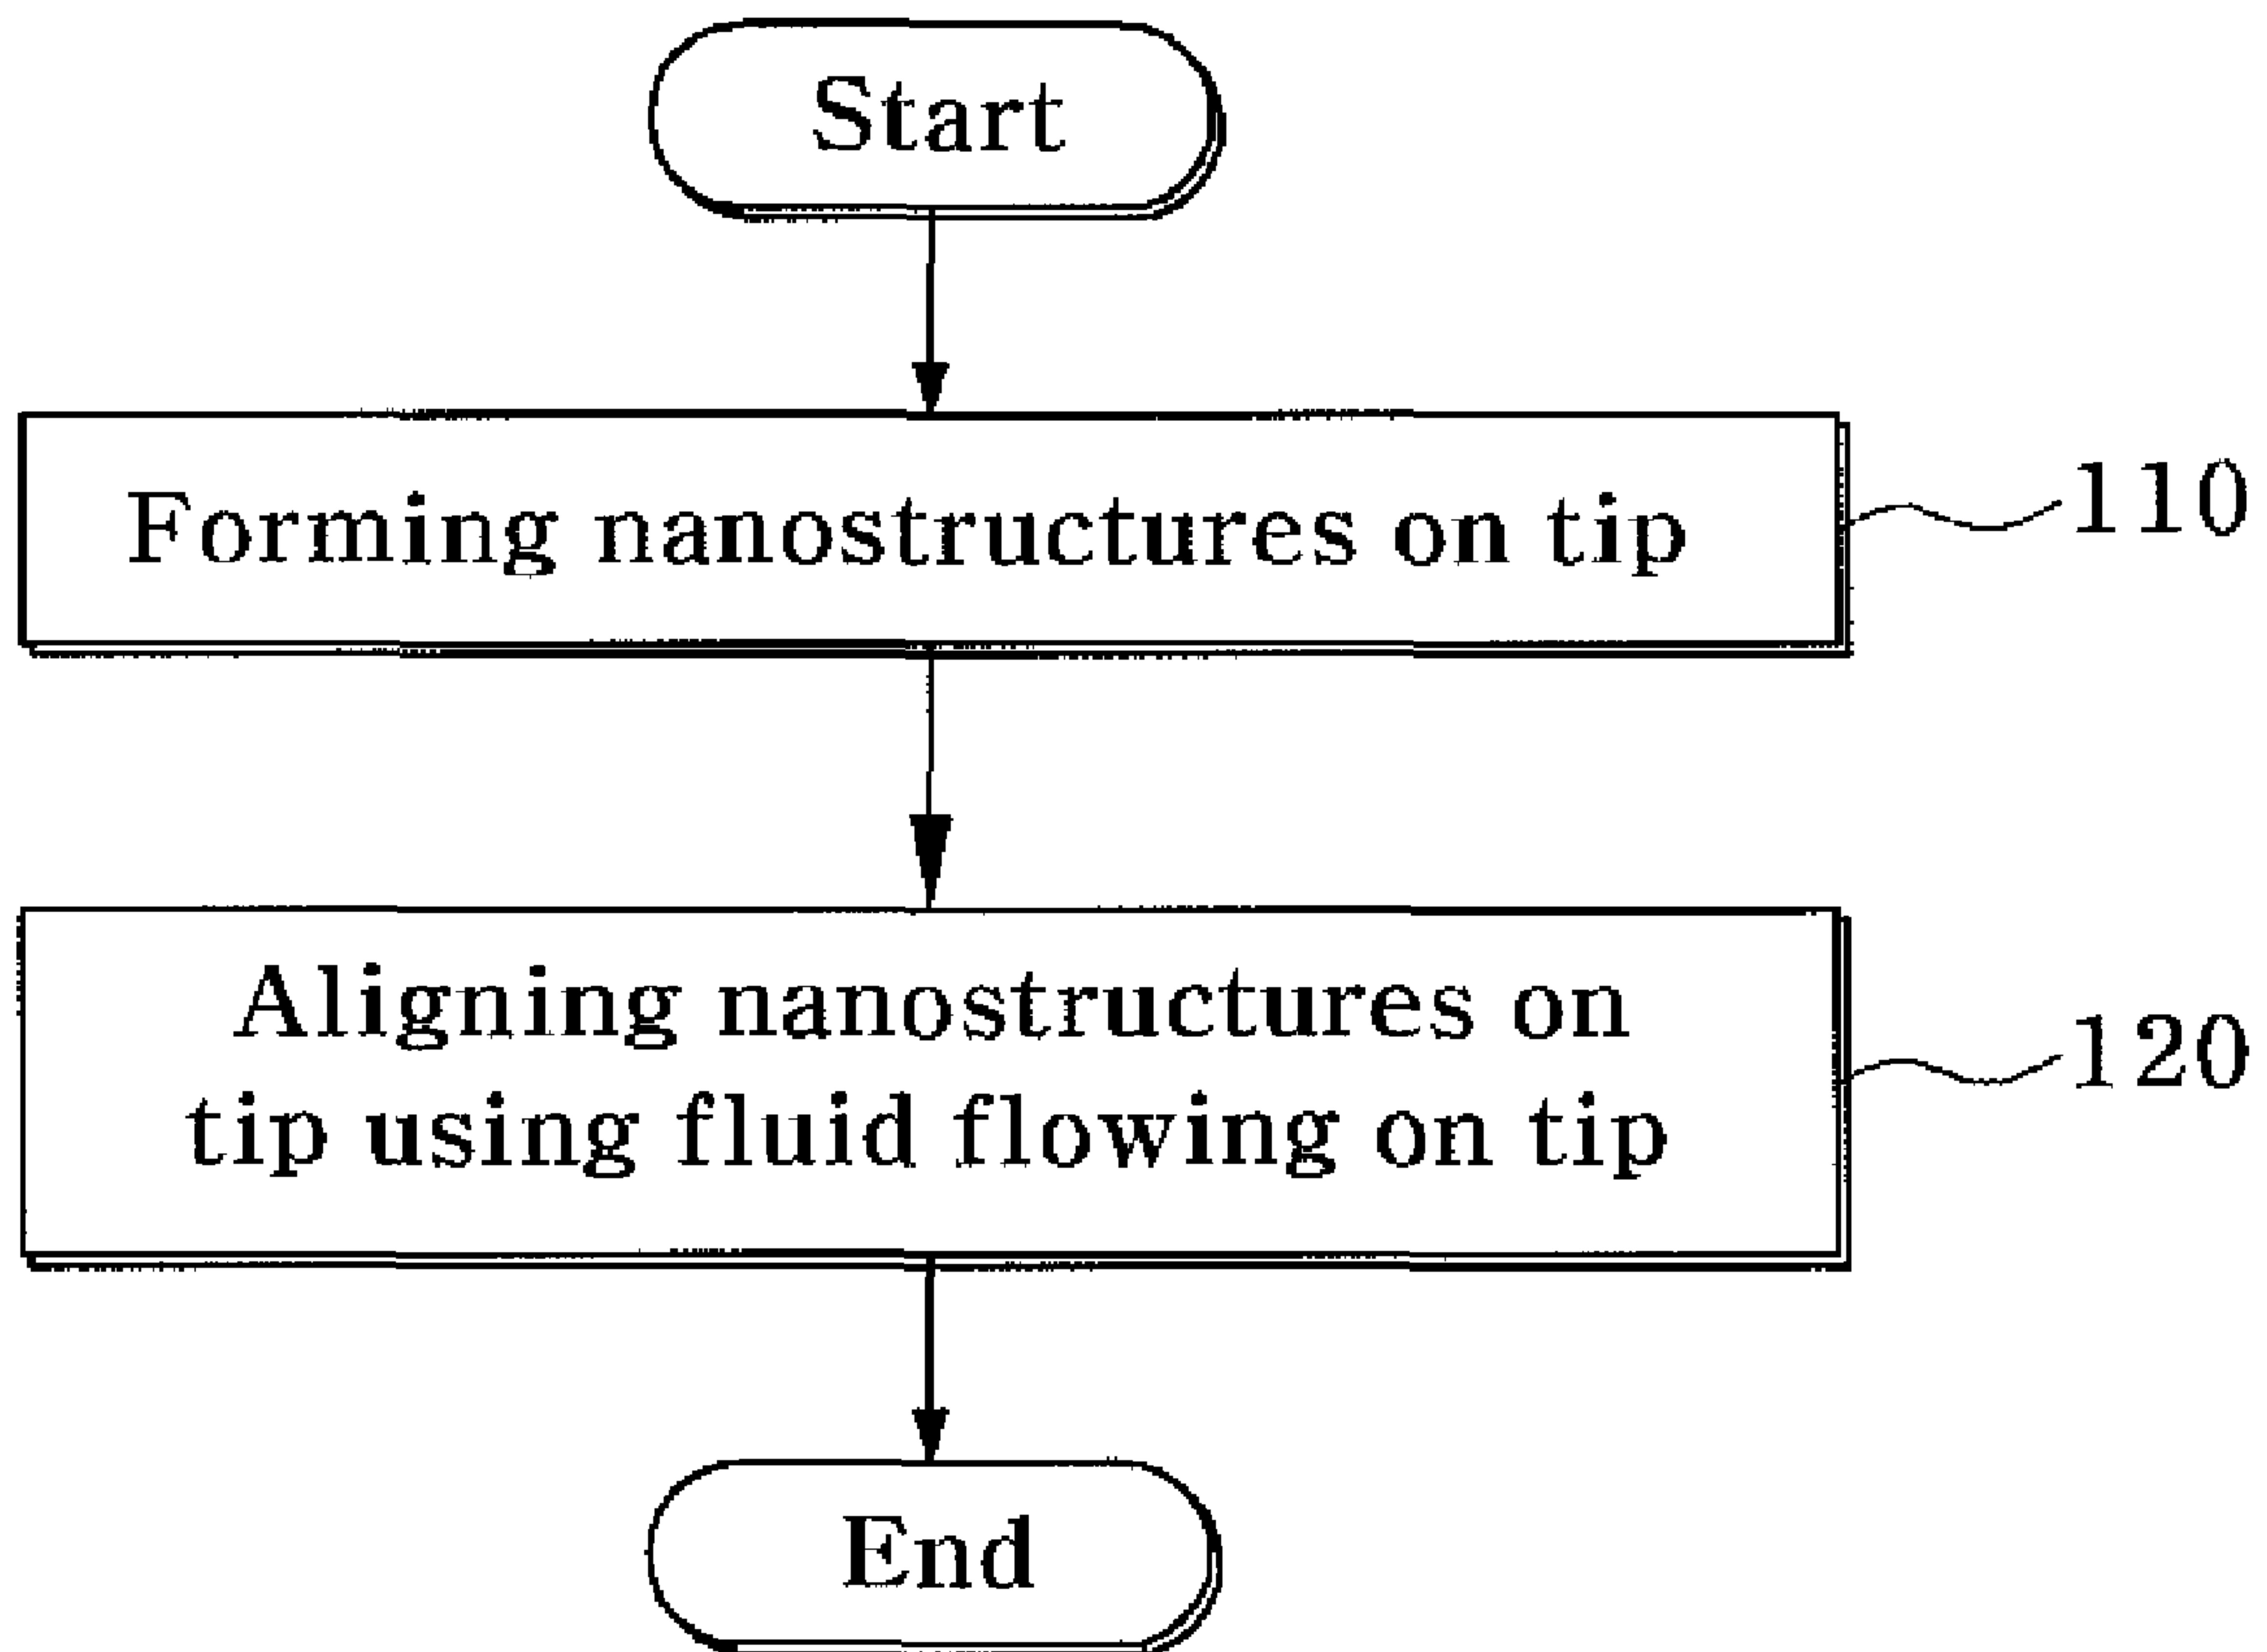 Start
Forming nanostructures on tip
110
Aligning nanostructures on
tip using fluid flowing on tip
120
End